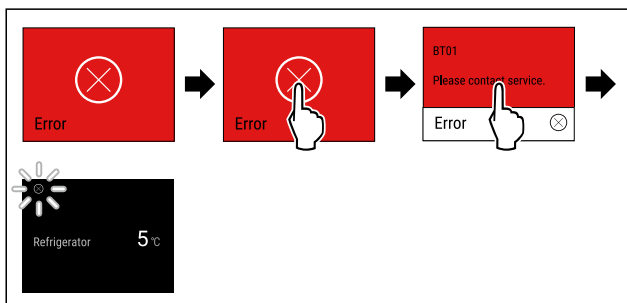 Error
Error
BT01
Please contact service.
Error
Refrigerator 5 °C